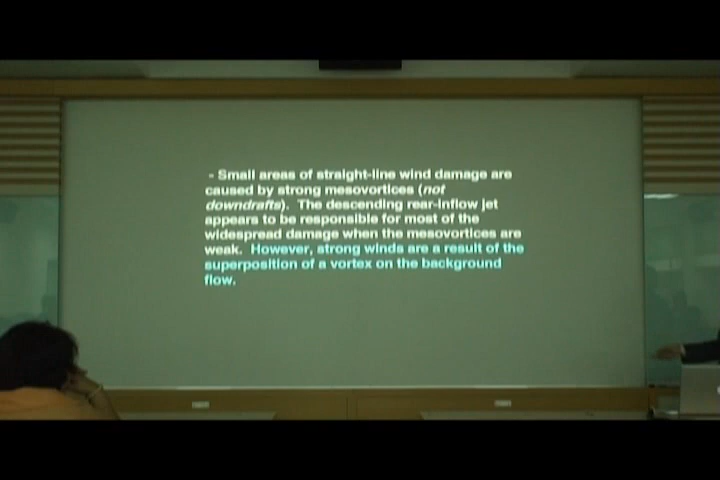 - Small areas of straight-line wind damage are
caused by strong mesovortices (not
downdrafts).  The descending rear-inflow jet
appears to be responsible for most of the
widespread damage when the mesovortices are
weak.  However, strong winds are a result of the
superposition of a vortex on the background
flow.